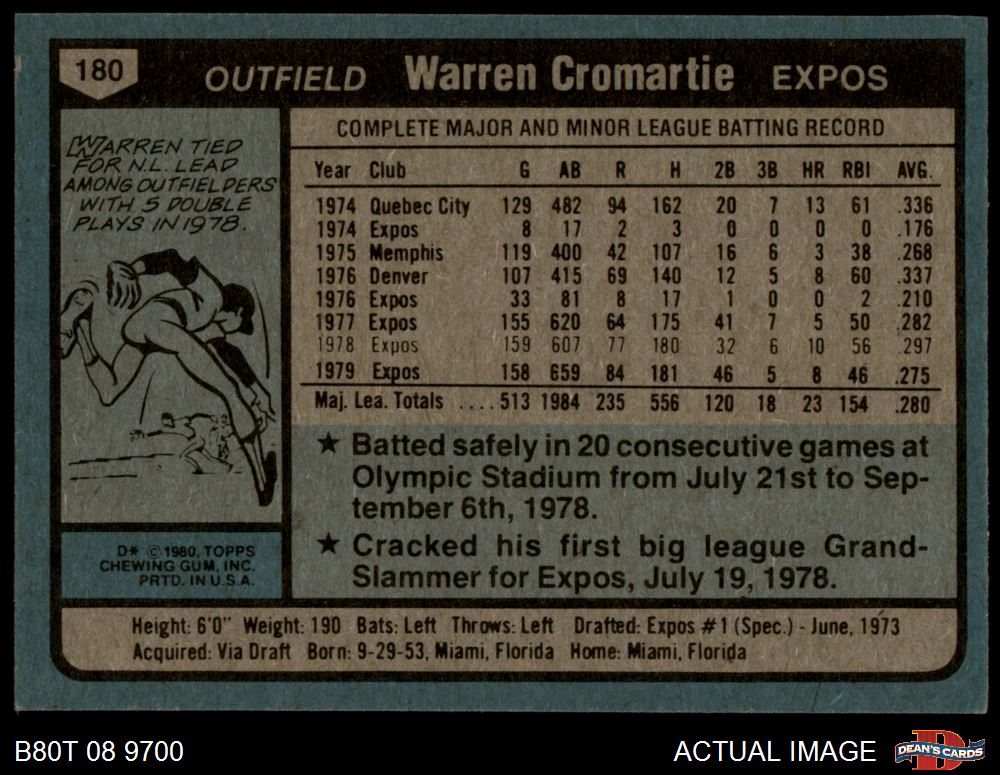 180 OUTFIELD Warren Cromartie EXPOS
WARREN TIED
FOR N.L. LEAD
AMONG OUTFIELDERS
WITH 5 DOUBLE
PLAYS IN 1978.
COMPLETE MAJOR AND MINOR LEAGUE BATTING RECORD
Year Club G AB R H 2B 3B HR RBI AVG.
1974 Quebec City 129 482 94 162 20 7 13 61 .336
1974 Expos 8 17 2 3 0 0 0 0 .176
1975 Memphis 119 400 42 107 16 6 3 38 .268
1976 Denver 107 415 69 140 12 5 8 60 .337
1976 Expos 33 81 8 17 1 0 0 2 .210
1977 Expos 155 620 64 175 41 7 5 50 .282
1978 Expos 159 607 77 180 32 6 10 56 .297
1979 Expos 158 659 84 181 46 5 8 46 .275
Maj. Lea. Totals ....513 1984 235 556 120 18 23 154 .280
★ Batted safely in 20 consecutive games at
Olympic Stadium from July 21st to Sep-
tember 6th, 1978.
★ Cracked his first big league Grand-
Slammer for Expos, July 19, 1978.
D* © 1980, TOPPS
CHEWING GUM, INC.
PRTD. IN U.S.A.
Height: 6'0" Weight: 190 Bats: Left Throws: Left Drafted: Expos #1 (Spec.) - June, 1973
Acquired: Via Draft Born: 9-29-53, Miami, Florida Home: Miami, Florida
B80T 08 9700 ACTUAL IMAGE DEAN'S CARDS